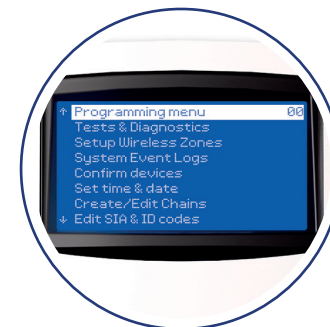 ↑ Programming menu 00
Tests & Diagnostics
Setup Wireless Zones
System Event Logs
Confirm devices
Set time & date
Create/Edit Chains
↓ Edit SIA & ID codes